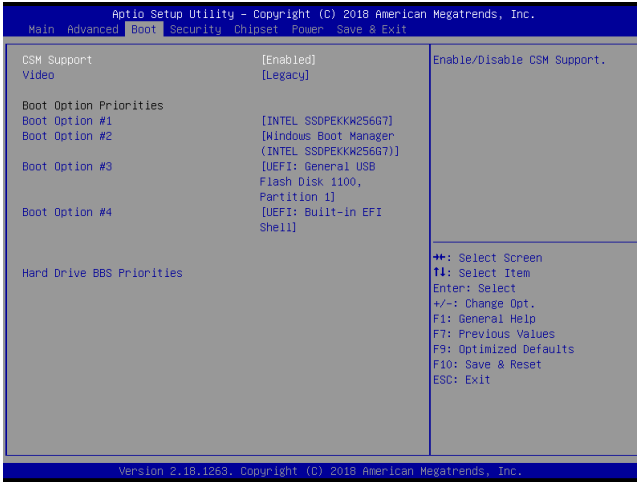 Aptio Setup Utility – Copyright (C) 2018 American Megatrends, Inc.
Main Advanced Boot Security Chipset Power Save & Exit
CSM Support [Enabled]
Video [Legacy]
Boot Option Priorities
Boot Option #1 [INTEL SSDPEKKW256G7]
Boot Option #2 [Windows Boot Manager
(INTEL SSDPEKKW256G7)]
Boot Option #3 [UEFI: General USB
Flash Disk 1100,
Partition 1]
Boot Option #4 [UEFI: Built-in EFI
Shell]
Hard Drive BBS Priorities
Enable/Disable CSM Support.
→←: Select Screen
↑↓: Select Item
Enter: Select
+/-: Change Opt.
F1: General Help
F7: Previous Values
F9: Optimized Defaults
F10: Save & Reset
ESC: Exit
Version 2.18.1263. Copyright (C) 2018 American Megatrends, Inc.